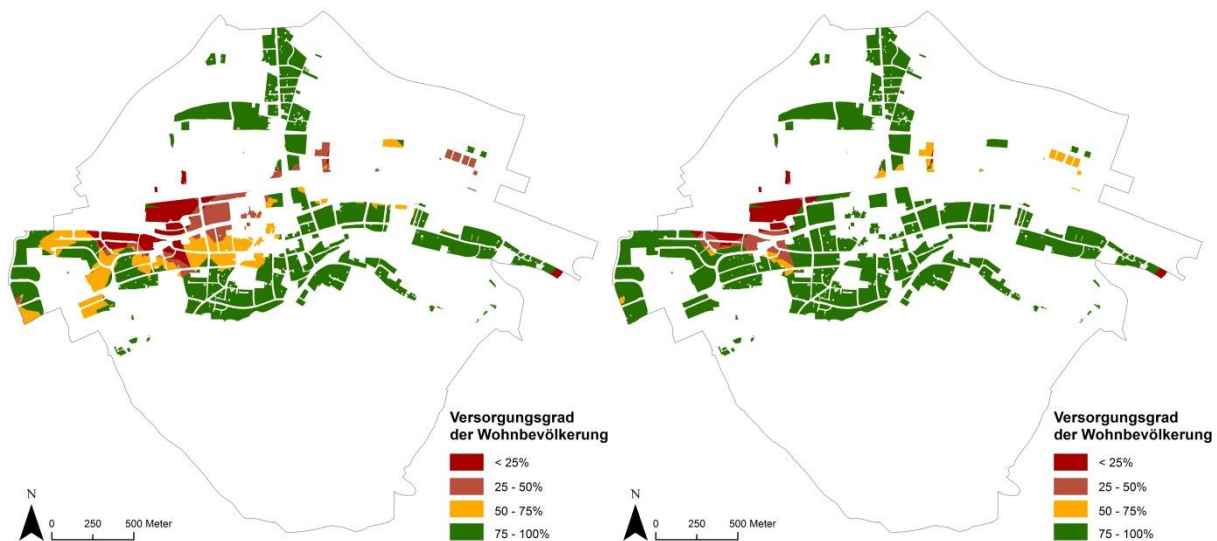 Versorgungsgrad
der Wohnbevölkerung
< 25%
25 - 50%
50 - 75%
75 - 100%
N
0 250 500 Meter
Versorgungsgrad
der Wohnbevölkerung
< 25%
25 - 50%
50 - 75%
75 - 100%
N
0 250 500 Meter